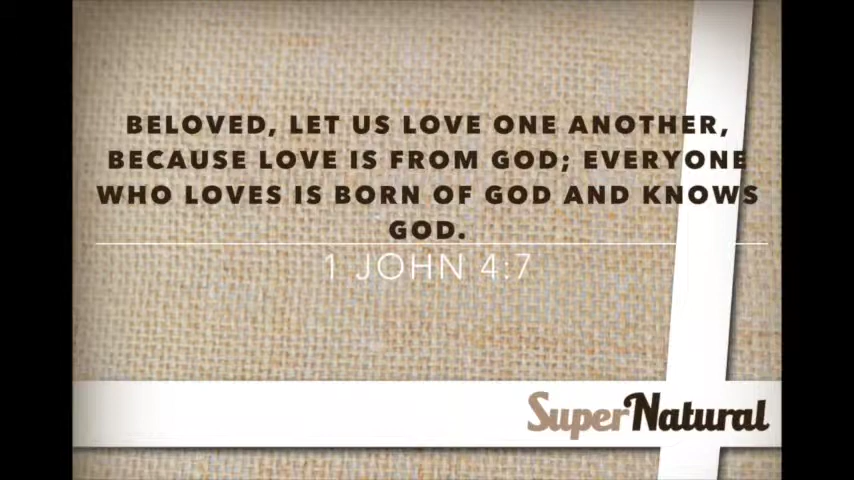 BELOVED, LET US LOVE ONE ANOTHER,
BECAUSE LOVE IS FROM GOD; EVERYONE
WHO LOVES IS BORN OF GOD AND KNOWS
GOD.
1 JOHN 4:7
SuperNatural